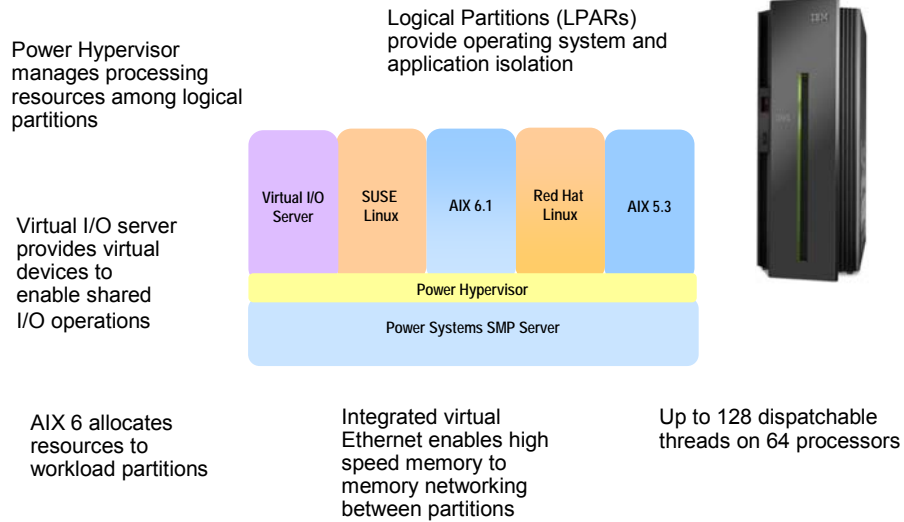 Logical Partitions (LPARs)
provide operating system and
application isolation
Power Hypervisor
manages processing
resources among logical
partitions
IBM
Virtual I/O
Server
SUSE
Linux
AIX 6.1
Red Hat
Linux
AIX 5.3
Virtual I/O server
provides virtual
devices to
enable shared
I/O operations
Power Hypervisor
Power Systems SMP Server
AIX 6 allocates
resources to
workload partitions
Integrated virtual
Ethernet enables high
speed memory to
memory networking
between partitions
Up to 128 dispatchable
threads on 64 processors